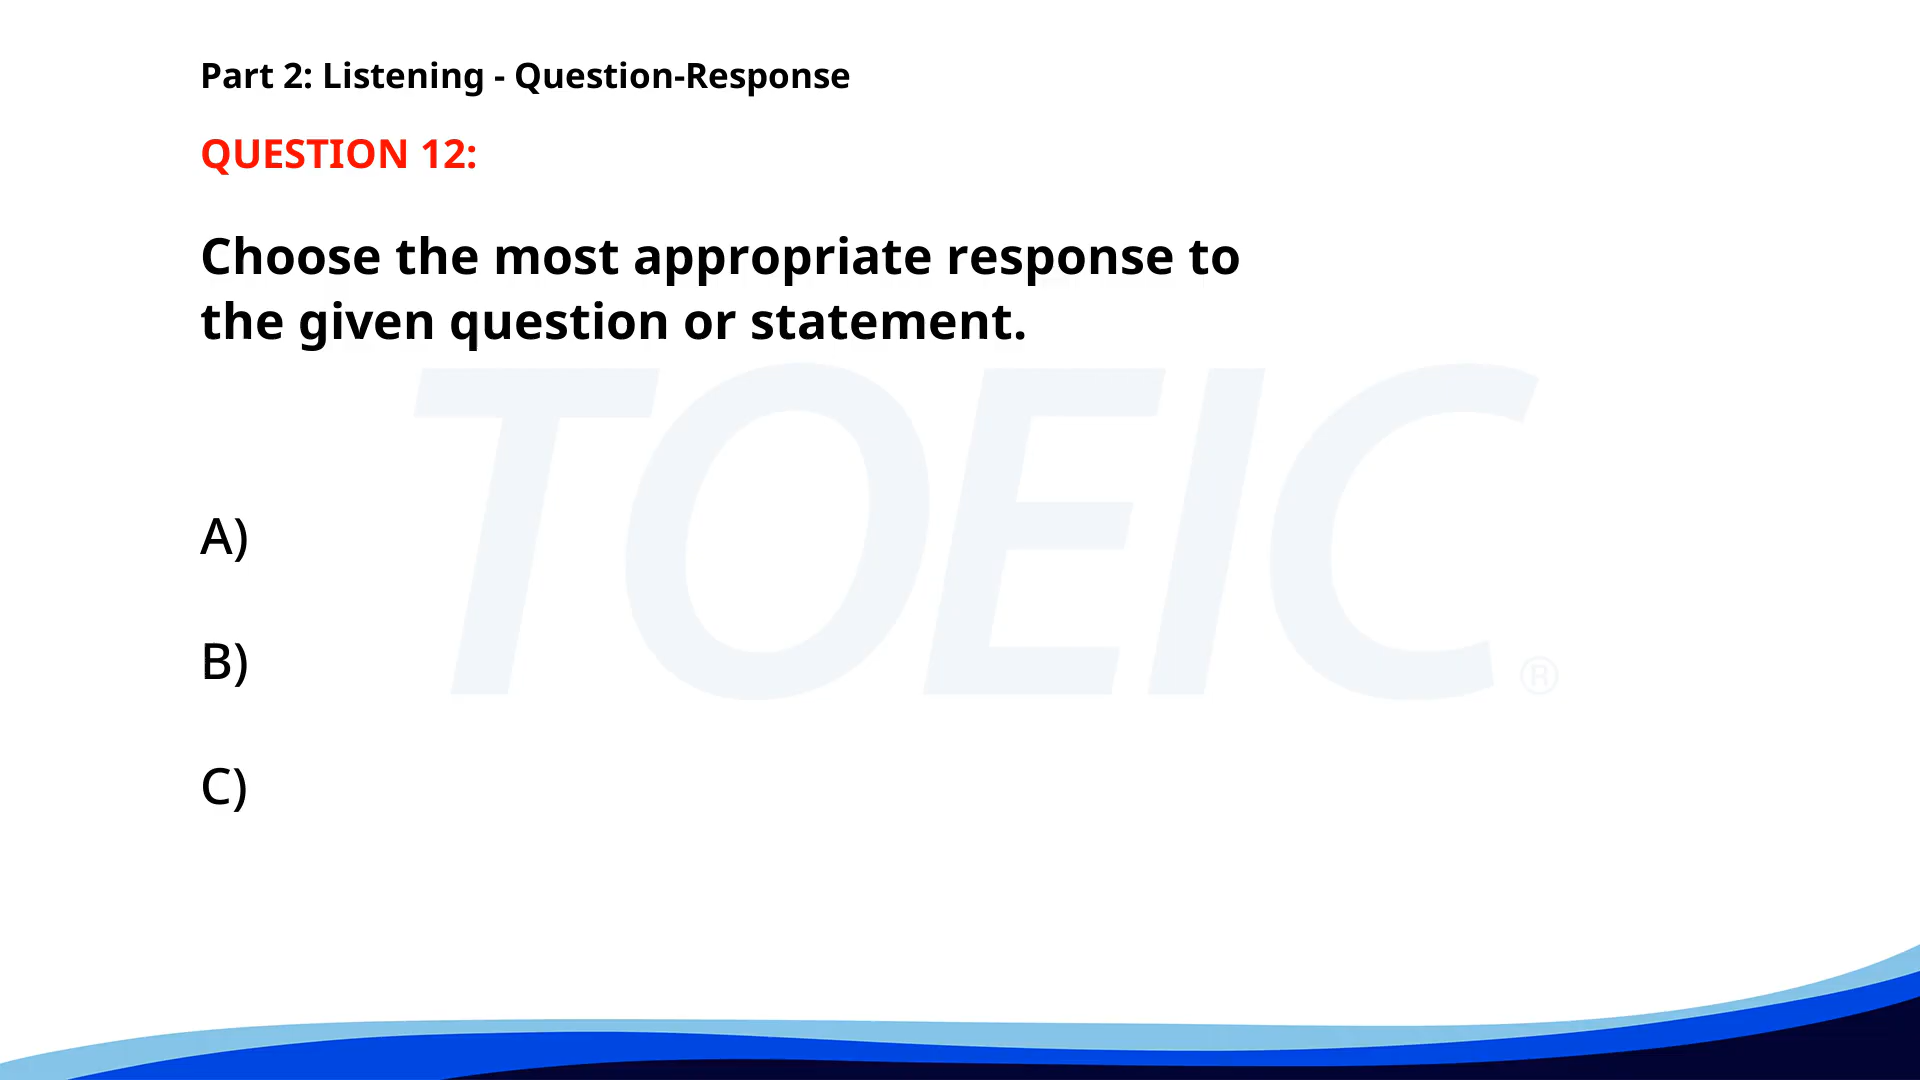 Part 2: Listening - Question-Response
QUESTION 12:
Choose the most appropriate response to
the given question or statement.
TOEIC®
A)
B)
C)